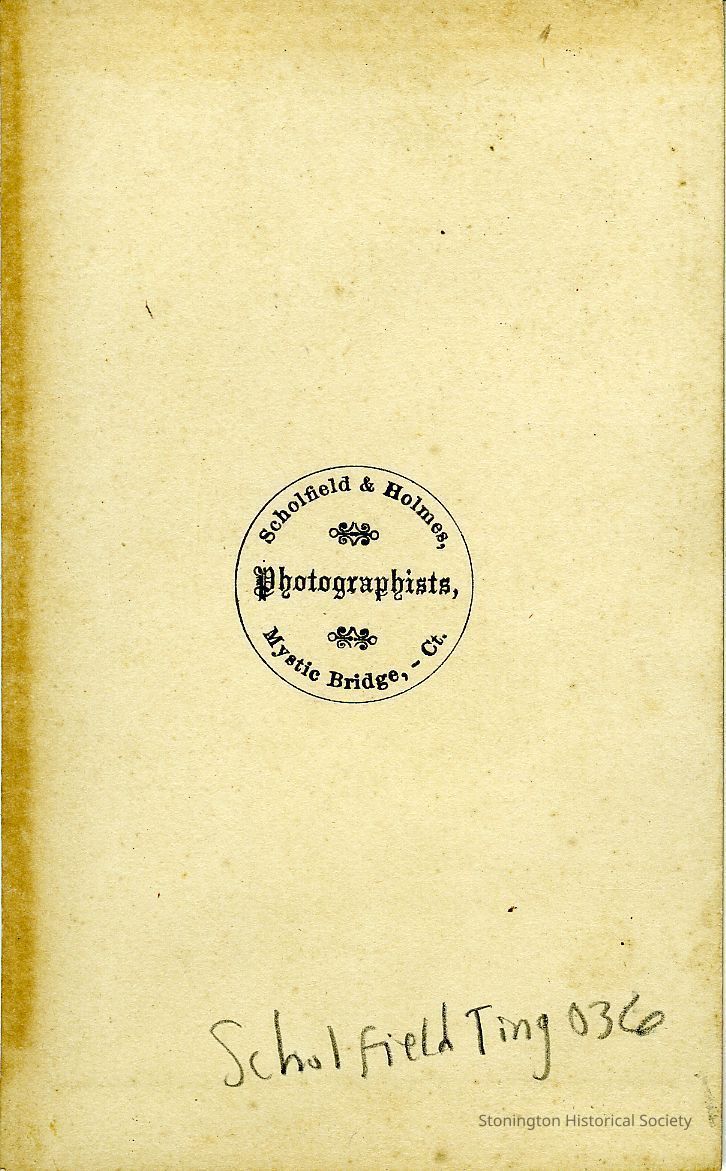 Scholfield & Holmes,
Photographists,
Mystic Bridge, - Ct.
Scholfield Ting 036
Stonington Historical Society